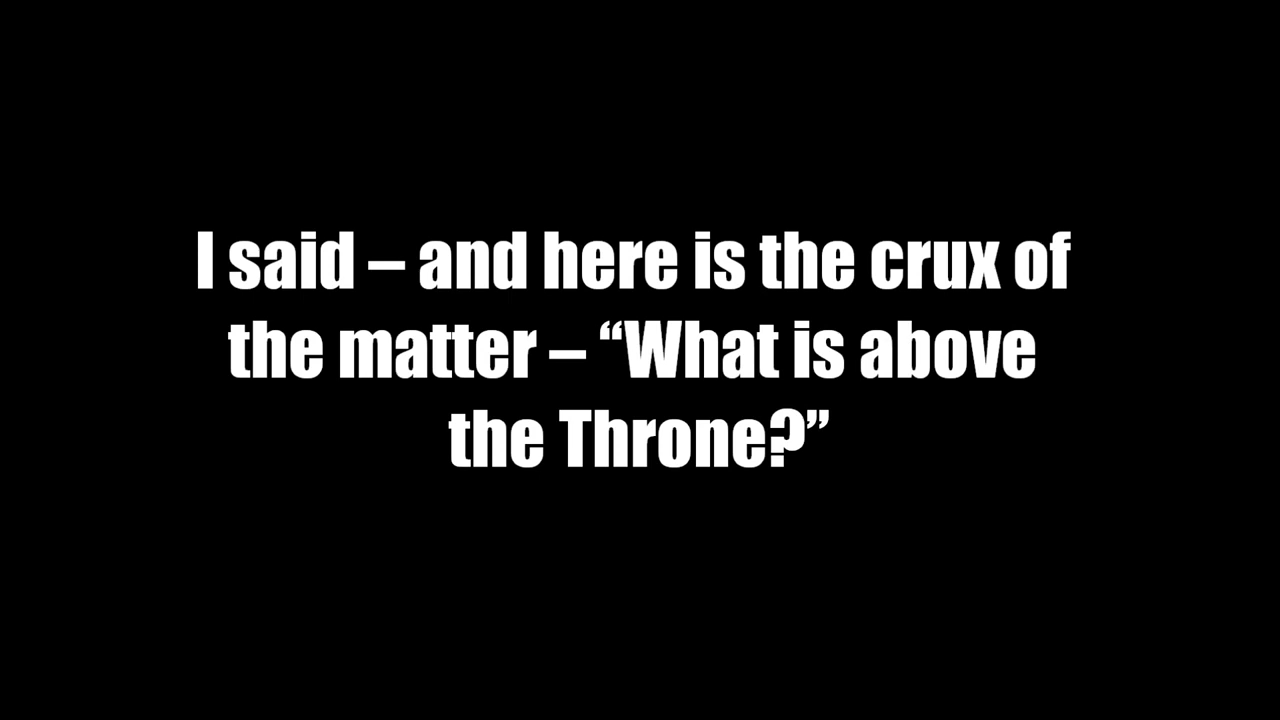 I said – and here is the crux of
the matter – “What is above
the Throne?”